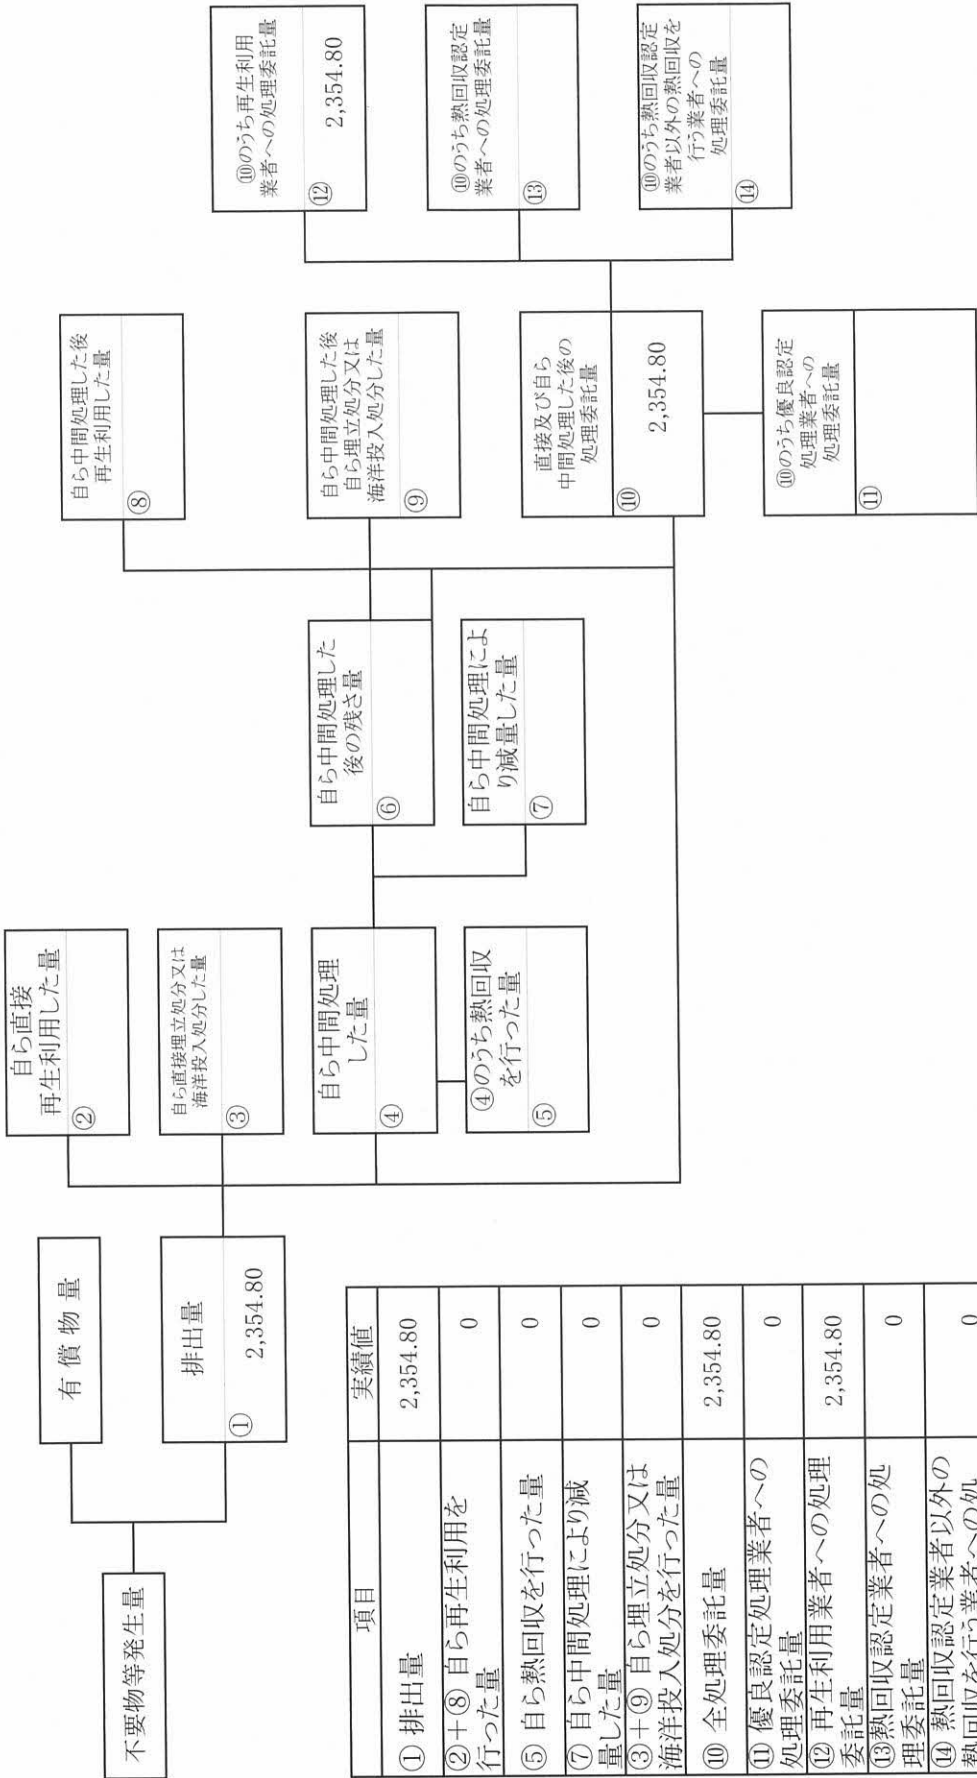 不要物等発生量
有償物量
排出量
①
2,354.80
自ら直接
再生利用した量
②
自ら直接埋立処分又は
海洋投入処分した量
③
自ら中間処理
した量
④
④のうち熱回収
を行った量
⑤
自ら中間処理した
後の残さ量
⑥
自ら中間処理によ
り減量した量
⑦
自ら中間処理した後
再生利用した量
⑧
自ら中間処理した後
自ら埋立処分又は
海洋投入処分した量
⑨
直接及び自ら
中間処理した後の
処理委託量
⑩
2,354.80
⑩のうち優良認定
処理業者への
処理委託量
⑪
⑩のうち再生利用
業者への処理委託量
⑫
2,354.80
⑩のうち熱回収認定
業者への処理委託量
⑬
⑩のうち熱回収認定
業者以外の熱回収を
行う業者への
処理委託量
⑭
項目 実績値
① 排出量 2,354.80
②+⑧ 自ら再生利用を
行った量 0
⑤ 自ら熱回収を行った量 0
⑦ 自ら中間処理により減
量した量 0
③+⑨ 自ら埋立処分又は
海洋投入処分を行った量 0
⑩ 全処理委託量 2,354.80
⑪ 優良認定処理業者への
処理委託量 0
⑫ 再生利用業者への処理
委託量 2,354.80
⑬熱回収認定業者への処
理委託量 0
⑭ 熱回収認定業者以外の
熱回収を行う業者への処 0